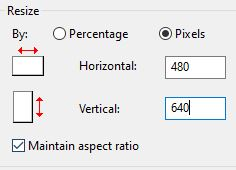 Resize
By: Percentage Pixels
Horizontal: 480
Vertical: 640
Maintain aspect ratio